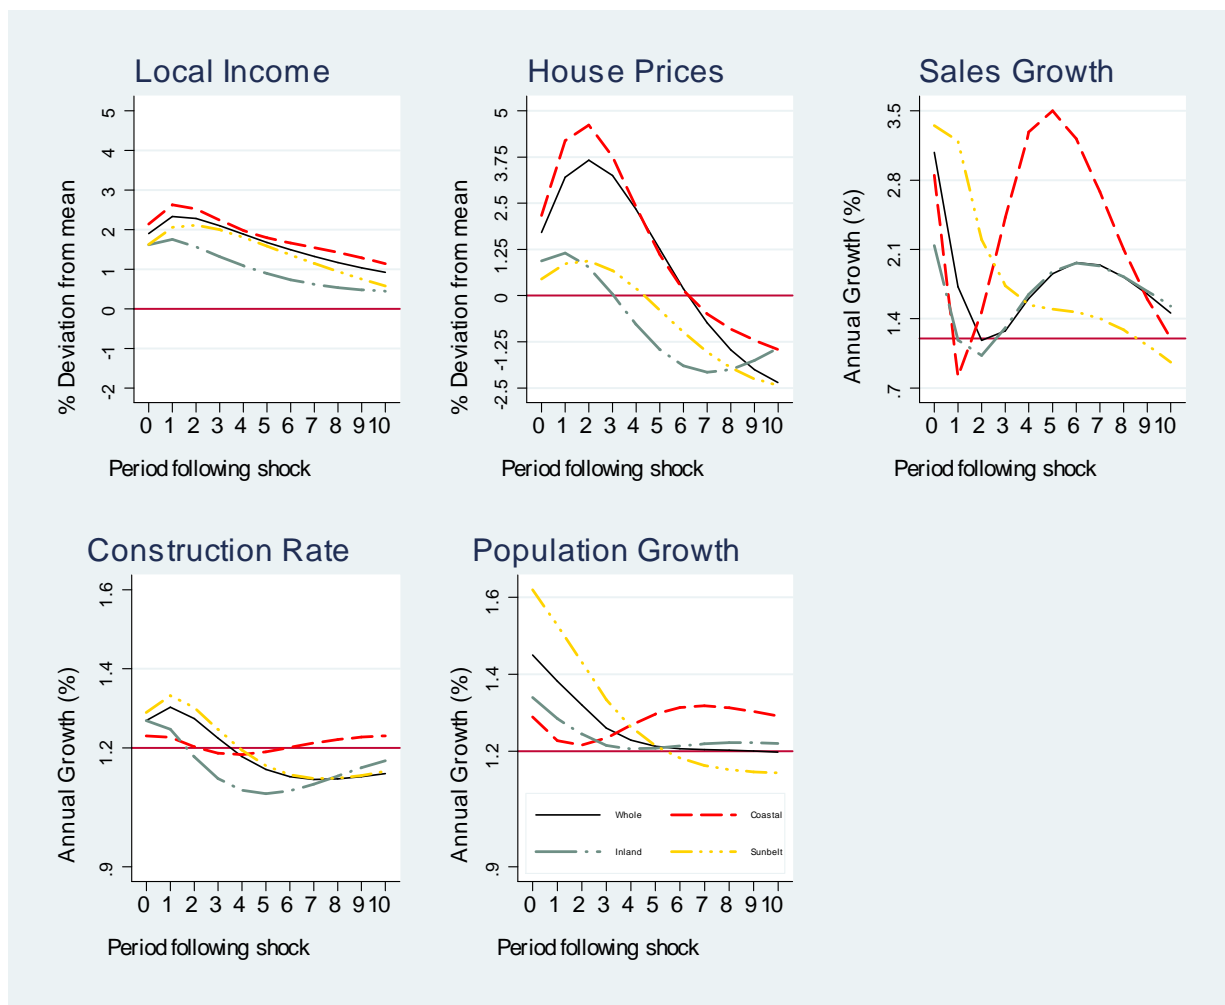 Local Income
House Prices
Sales Growth
% Deviation from mean
5
4
3
2
1
0
-1
-2
0 1 2 3 4 5 6 7 8 9 10
Period following shock
% Deviation from mean
5
3.75
2.5
1.25
0
-1.25
-2.5
0 1 2 3 4 5 6 7 8 9 10
Period following shock
Annual Growth (%)
3.5
2.8
2.1
1.4
.7
0 1 2 3 4 5 6 7 8 9 10
Period following shock
Construction Rate
Population Growth
Annual Growth (%)
1.6
1.4
1.2
.9
0 1 2 3 4 5 6 7 8 9 10
Period following shock
Annual Growth (%)
1.6
1.4
1.2
.9
Whole
Coastal
Inland
Sunbelt
0 1 2 3 4 5 6 7 8 9 10
Period following shock